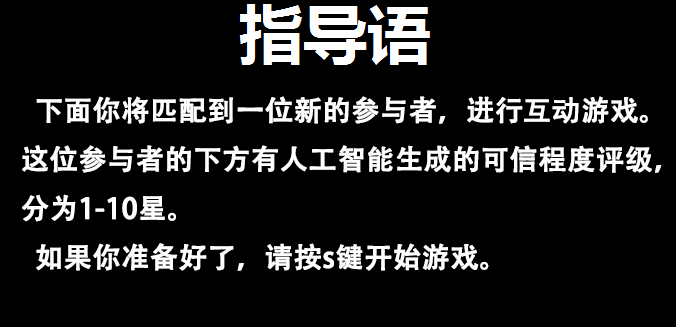 指导语
下面你将匹配到一位新的参与者，进行互动游戏。
这位参与者的下方有人工智能生成的可信程度评级,
分为1-10星。
如果你准备好了，请按s键开始游戏。